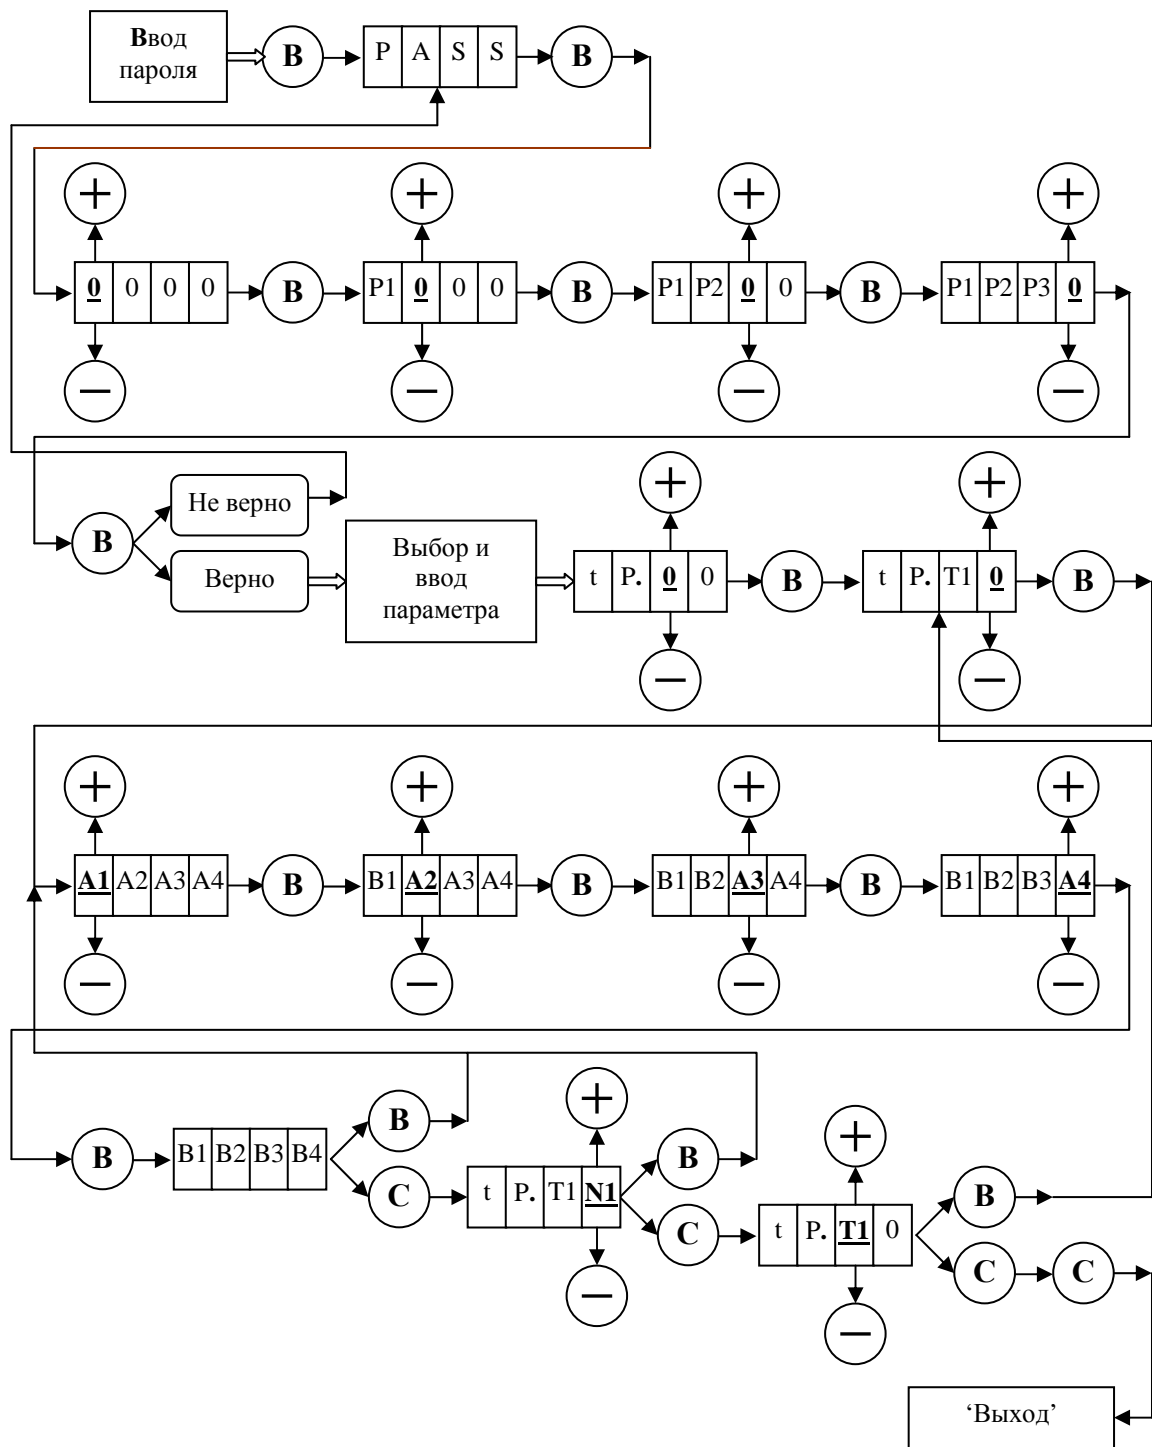 Ввод
пароля
В
P A S S
В
+ + + +
0 0 0 0
В
P1 0 0 0
В
P1 P2 0 0
В
P1 P2 P3 0
− − − −
Не верно
В
Верно
Выбор и
ввод
параметра
+ +
t P. 0 0
В
t P. T1 0
В
− −
+ + + +
A1 A2 A3 A4
В
B1 A2 A3 A4
В
B1 B2 A3 A4
В
B1 B2 B3 A4
− − − −
В
B1 B2 B3 B4
В
С
+
t P. T1 N1
−
В
С
+
t P. T1 0
−
В
С
С
‘Выход’